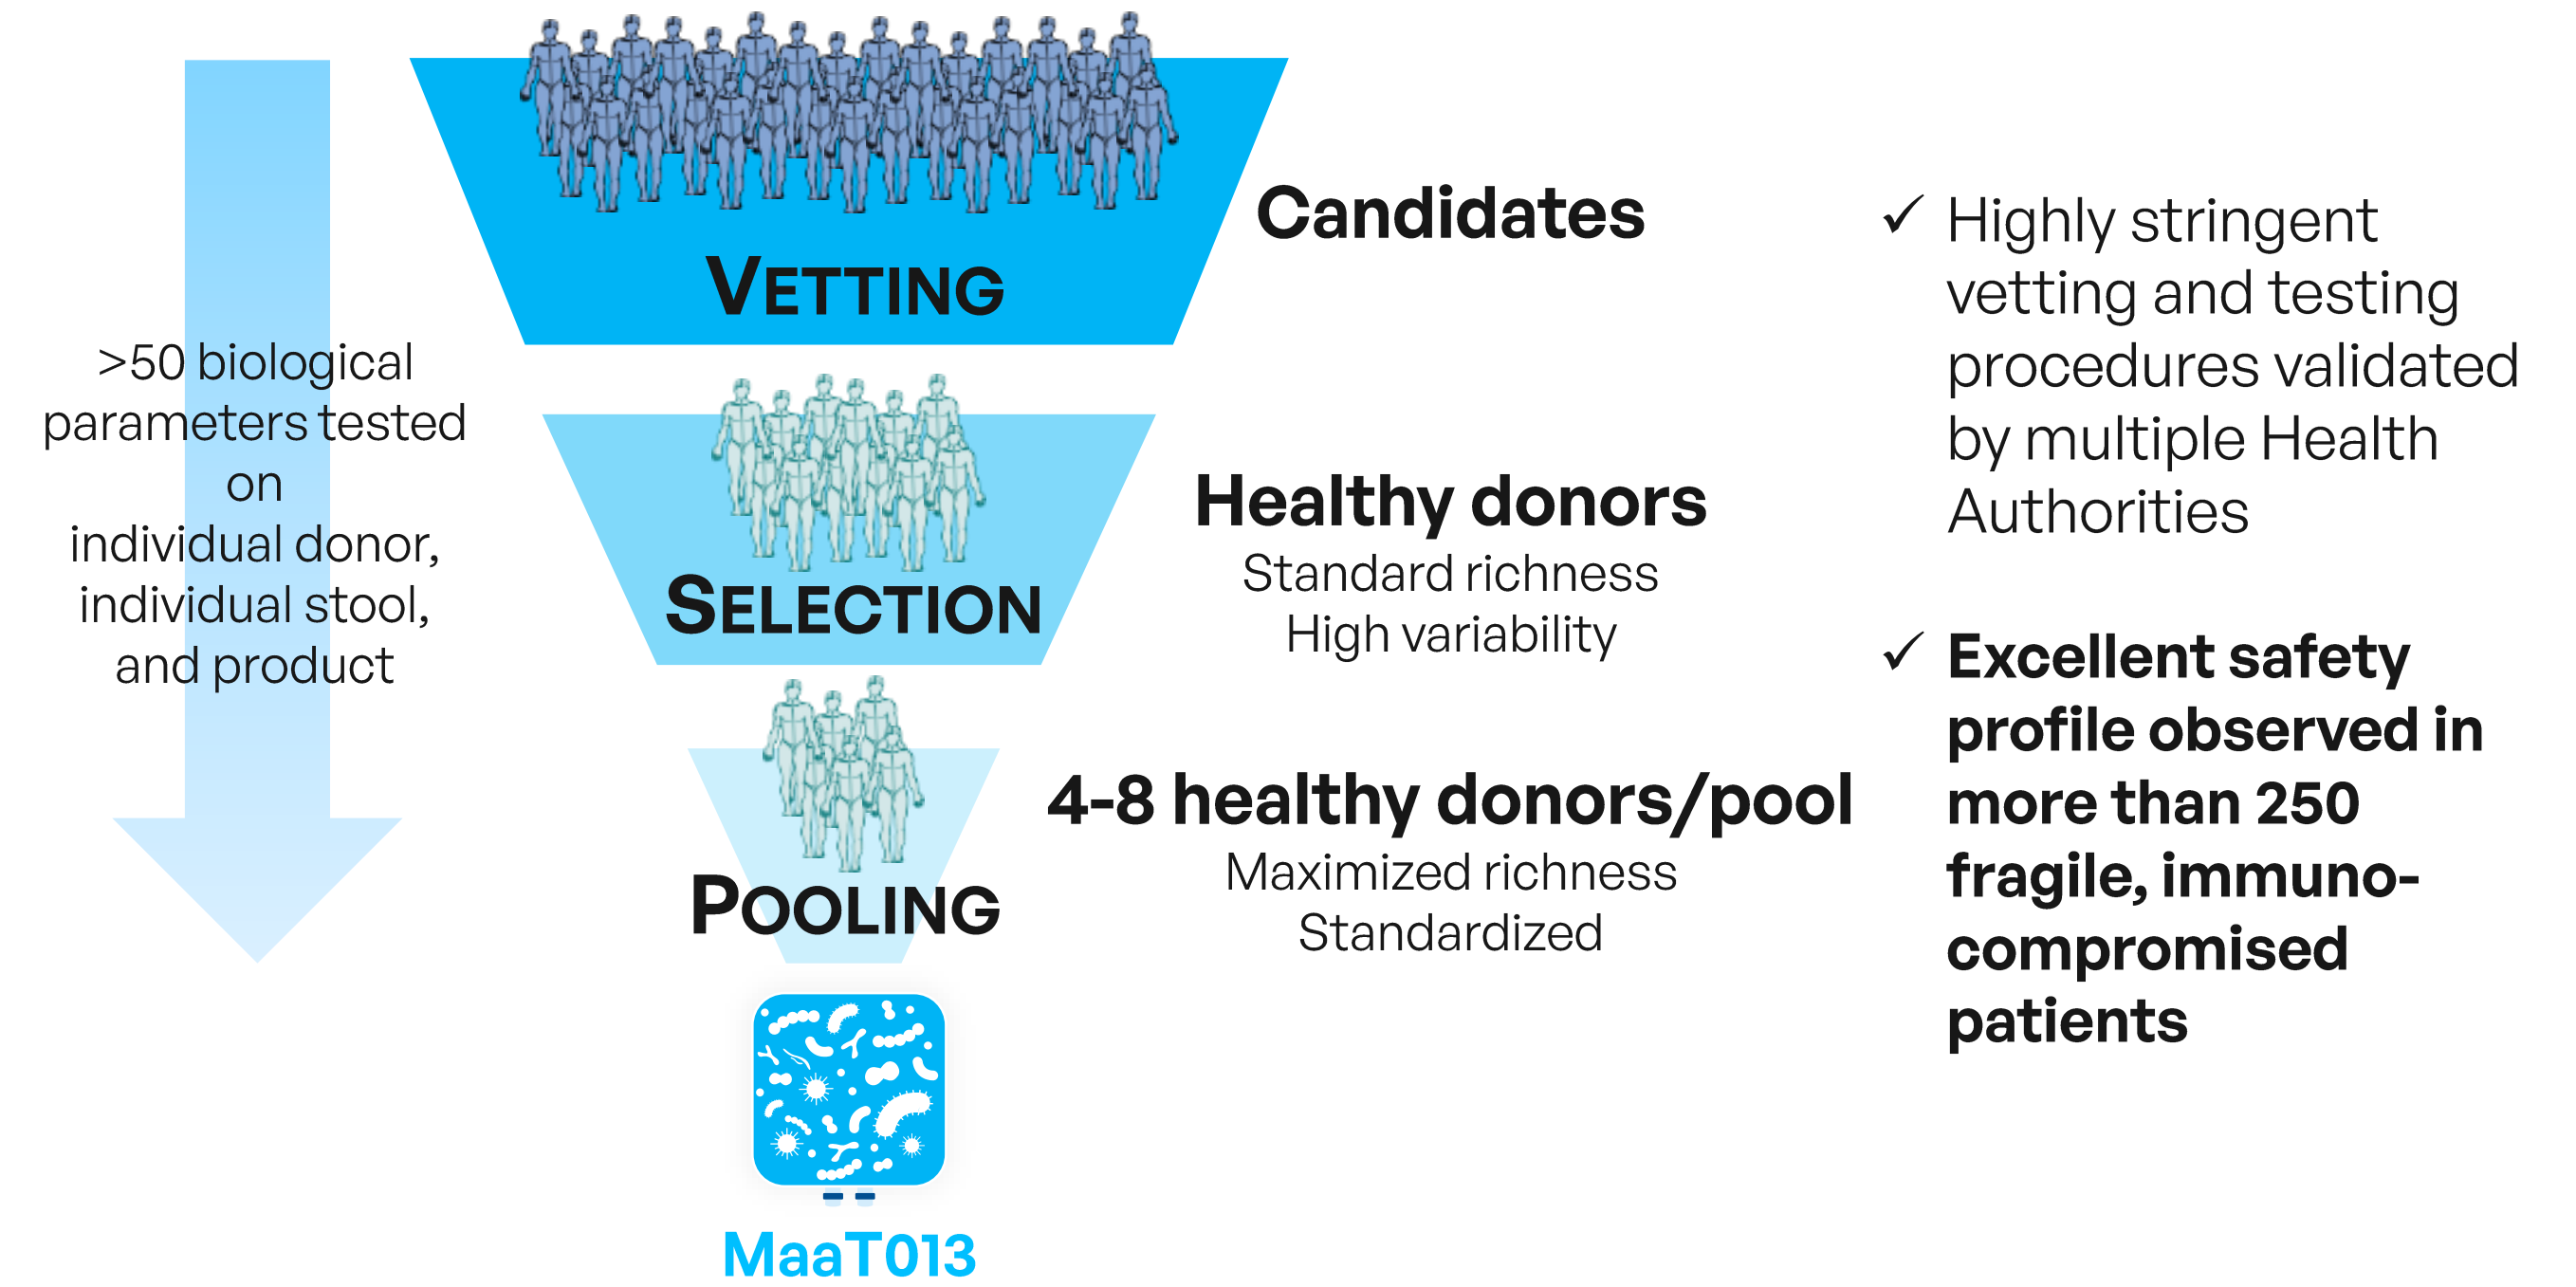 >50 biological
parameters tested
on
individual donor,
individual stool,
and product
VETTING
Candidates
SELECTION
Healthy donors
Standard richness
High variability
POOLING
4-8 healthy donors/pool
Maximized richness
Standardized
MaaT013
✓ Highly stringent
vetting and testing
procedures validated
by multiple Health
Authorities
✓ Excellent safety
profile observed in
more than 250
fragile, immuno-
compromised
patients